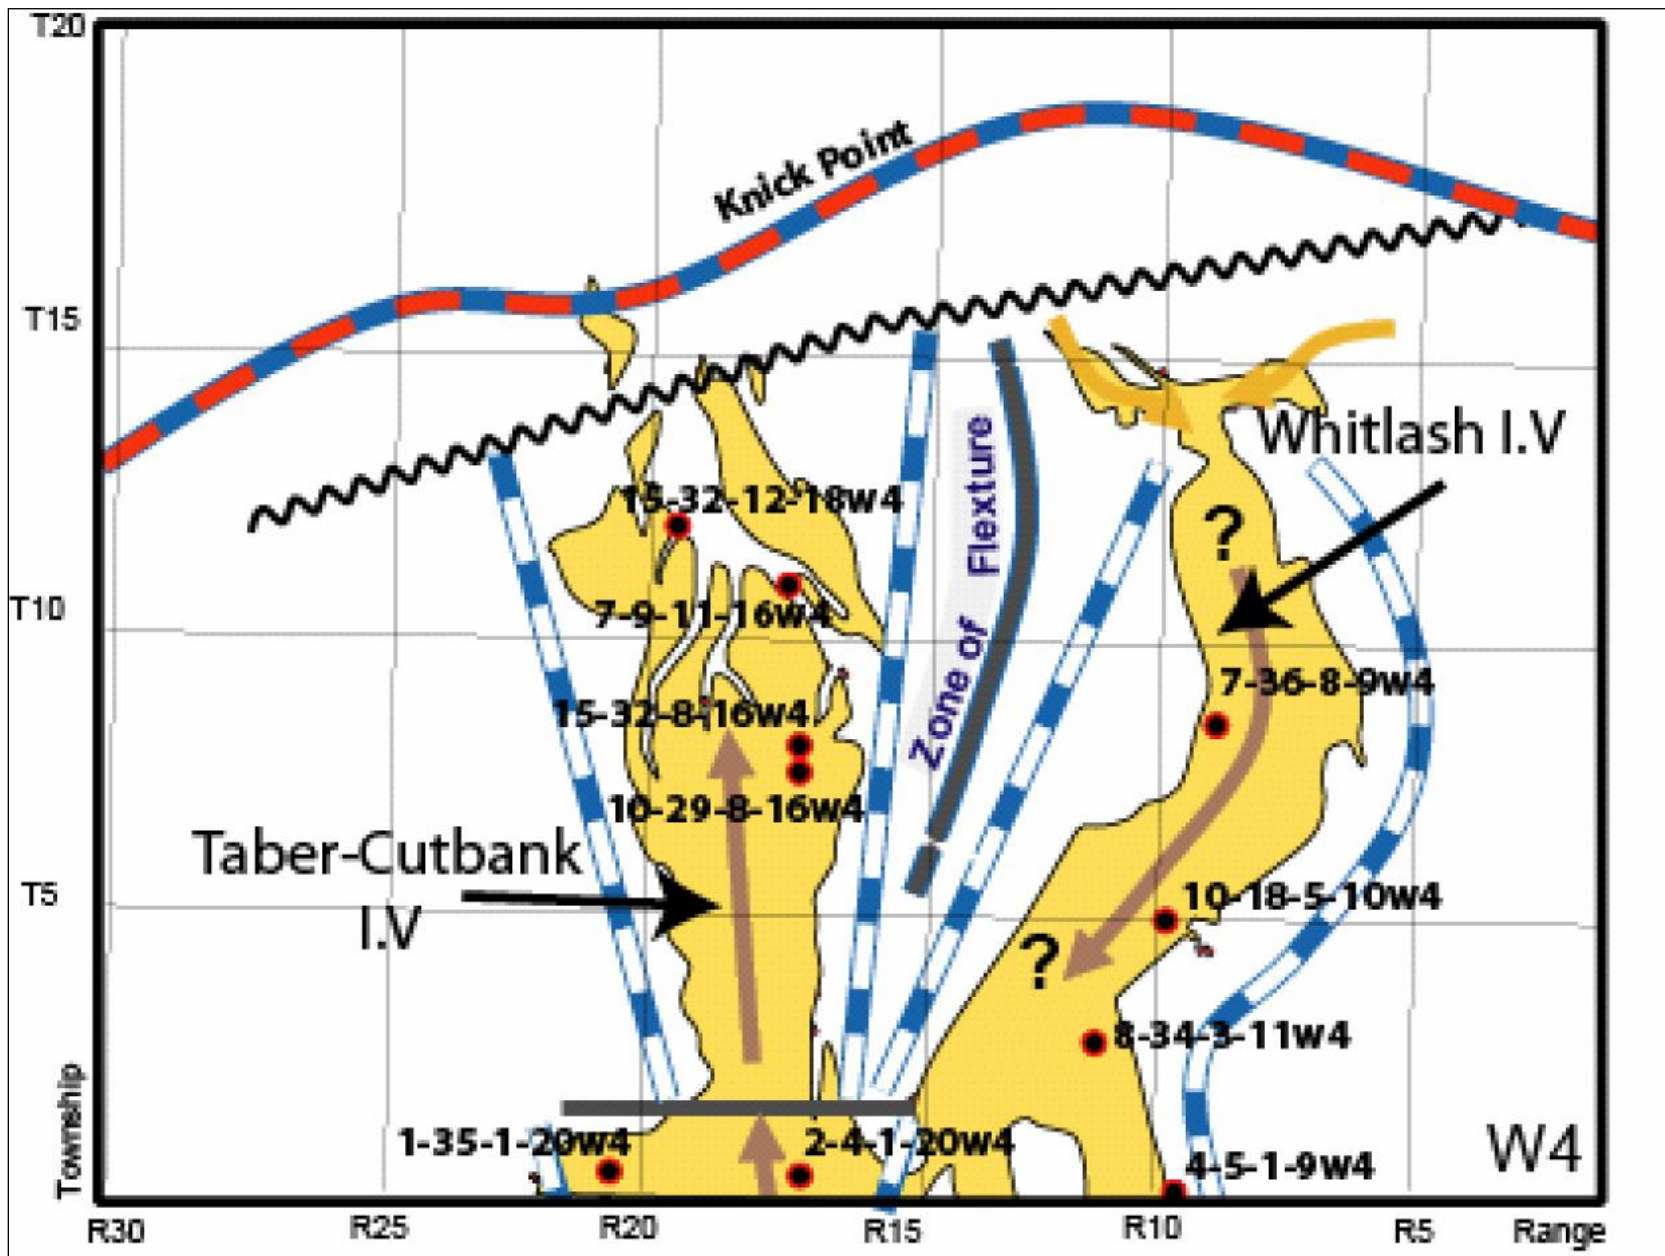 T20
Knick Point
T15
Whitlash I.V
Flexture
15-32-12-18w4
?
T10
7-9-11-16w4
Zone of
7-36-8-9w4
15-32-8-16w4
10-29-8-16w4
Taber-Cutbank
I.V
T5
10-18-5-10w4
?
8-34-3-11w4
Township
1-35-1-20w4
2-4-1-20w4
4-5-1-9w4
W4
R30
R25
R20
R15
R10
R5
Range